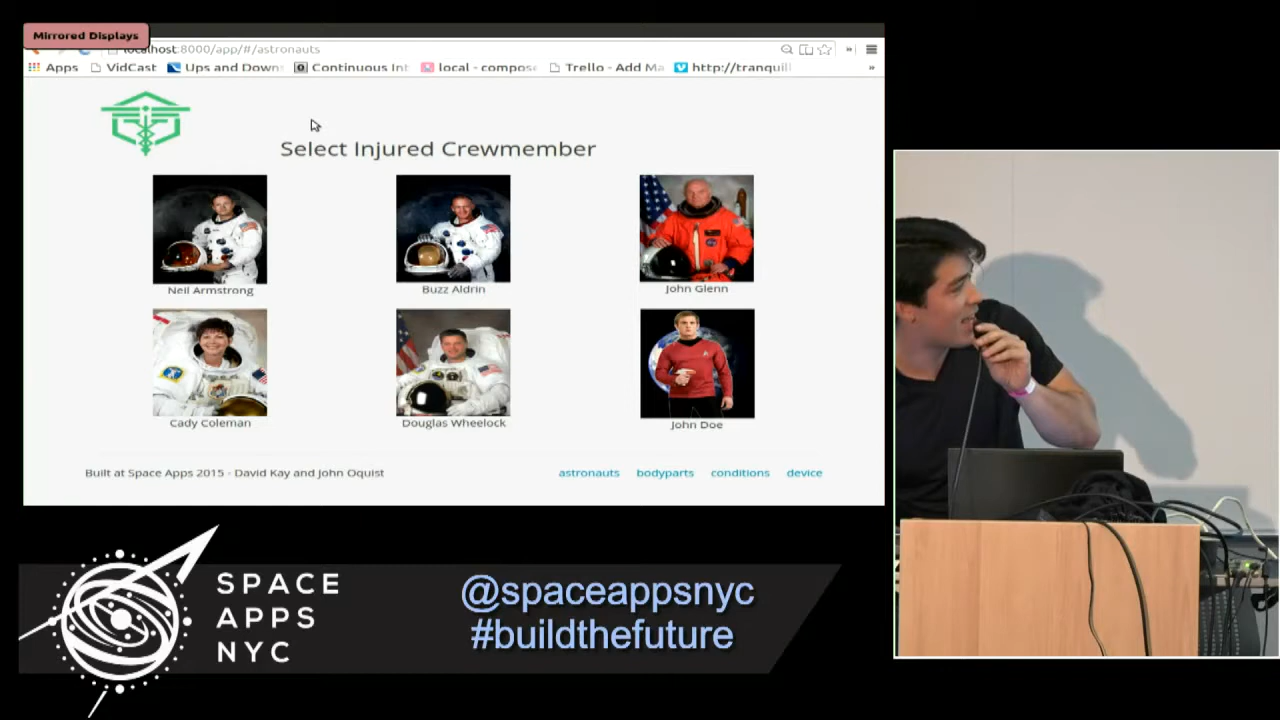 Mirrored Displays
localhost:8000/app/#/astronauts
Apps
VidCast
Ups and Down
Continuous Int
local - compose
Trello - Add Ma
http://tranquill
Select Injured Crewmember
Neil Armstrong
Buzz Aldrin
John Glenn
Cady Coleman
Douglas Wheelock
John Doe
Built at Space Apps 2015 - David Kay and John Oquist
astronauts bodyparts conditions device
SPACE
APPS
NYC
@spaceappsnyc
#buildthefuture